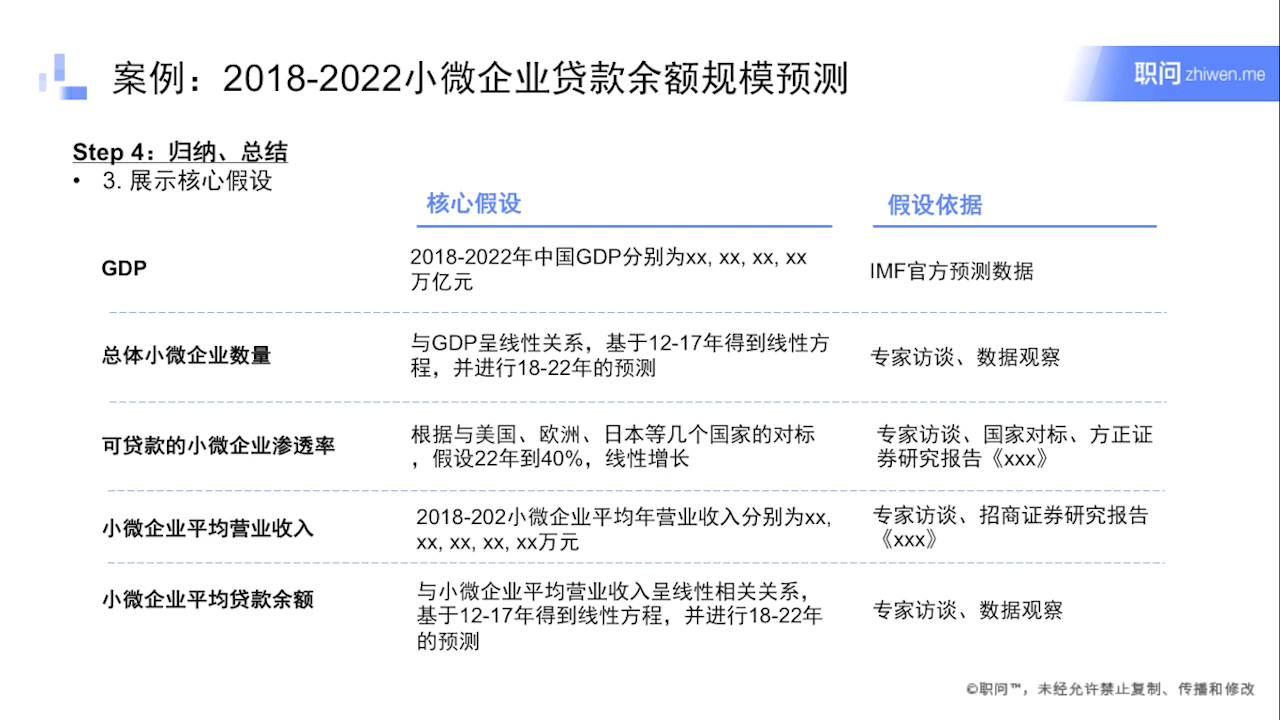 案例：2018-2022小微企业贷款余额规模预测
职问 zhiwen.me
Step 4：归纳、总结
• 3. 展示核心假设
核心假设
假设依据
GDP
2018-2022年中国GDP分别为xx, xx, xx, xx
万亿元
IMF官方预测数据
总体小微企业数量
与GDP呈线性关系，基于12-17年得到线性方
程，并进行18-22年的预测
专家访谈、数据观察
可贷款的小微企业渗透率
根据与美国、欧洲、日本等几个国家的对标
，假设22年到40%，线性增长
专家访谈、国家对标、方正证
券研究报告《xxx》
小微企业平均营业收入
2018-202小微企业平均年营业收入分别为xx,
xx, xx, xx, xx万元
专家访谈、招商证券研究报告
《xxx》
小微企业平均贷款余额
与小微企业平均营业收入呈线性相关关系，
基于12-17年得到线性方程，并进行18-22年
的预测
专家访谈、数据观察
©职问™，未经允许禁止复制、传播和修改